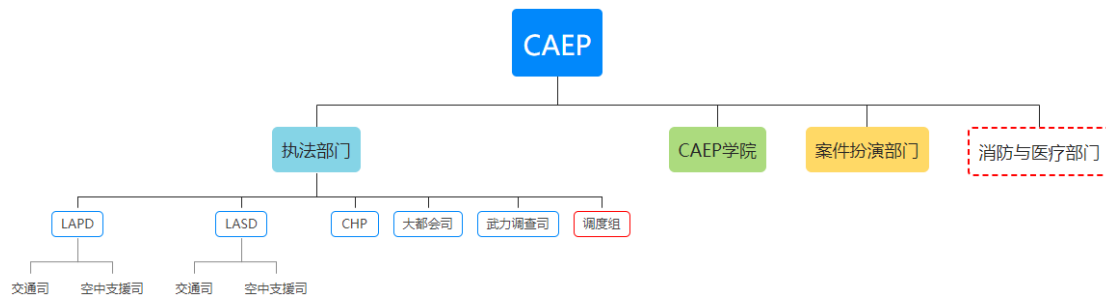 CAEP
执法部门
CAEP学院
案件扮演部门
消防与医疗部门
LAPD
LASD
CHP
大都会司
武力调查司
调度组
交通司
空中支援司
交通司
空中支援司